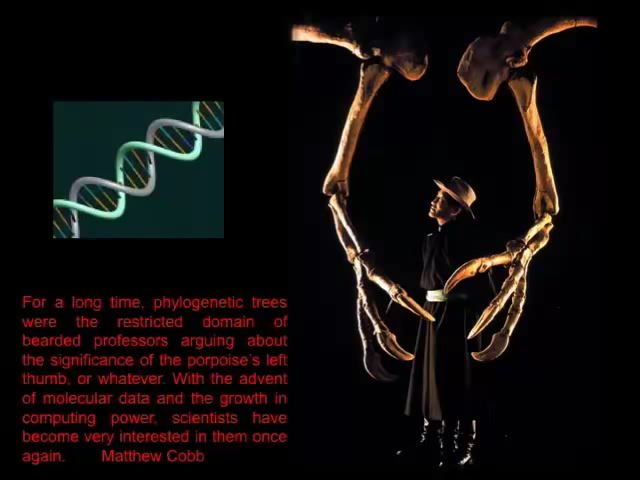 For a long time, phylogenetic trees
were the restricted domain of
bearded professors arguing about
the significance of the porpoise's left
thumb, or whatever. With the advent
of molecular data and the growth in
computing power, scientists have
become very interested in them once
again. Matthew Cobb